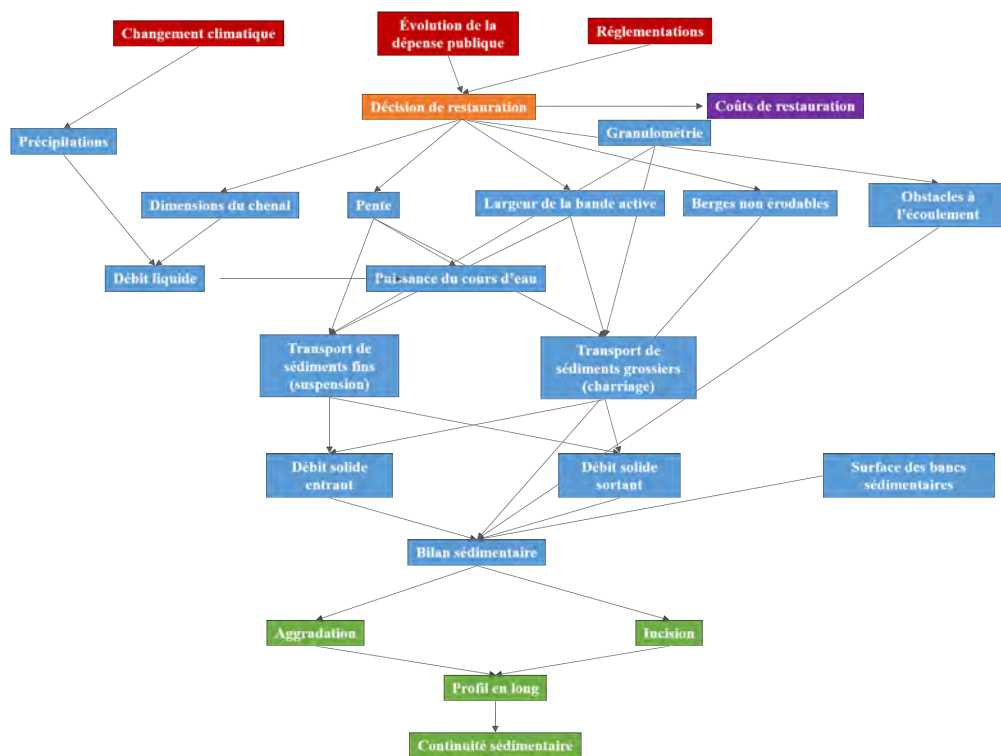 Changement climatique
Évolution de la
dépense publique
Réglementations
Décision de restauration
Coûts de restauration
Précipitations
Granulométrie
Dimensions du chenal
Pente
Largeur de la bande active
Berges non érodables
Obstacles à
l'écoulement
Débit liquide
Puissance du cours d'eau
Transport de
sédiments fins
(suspension)
Transport de
sédiments grossiers
(charriage)
Débit solide
entrant
Débit solide
sortant
Surface des bancs
sédimentaires
Bilan sédimentaire
Aggradation
Incision
Profil en long
Continuité sédimentaire